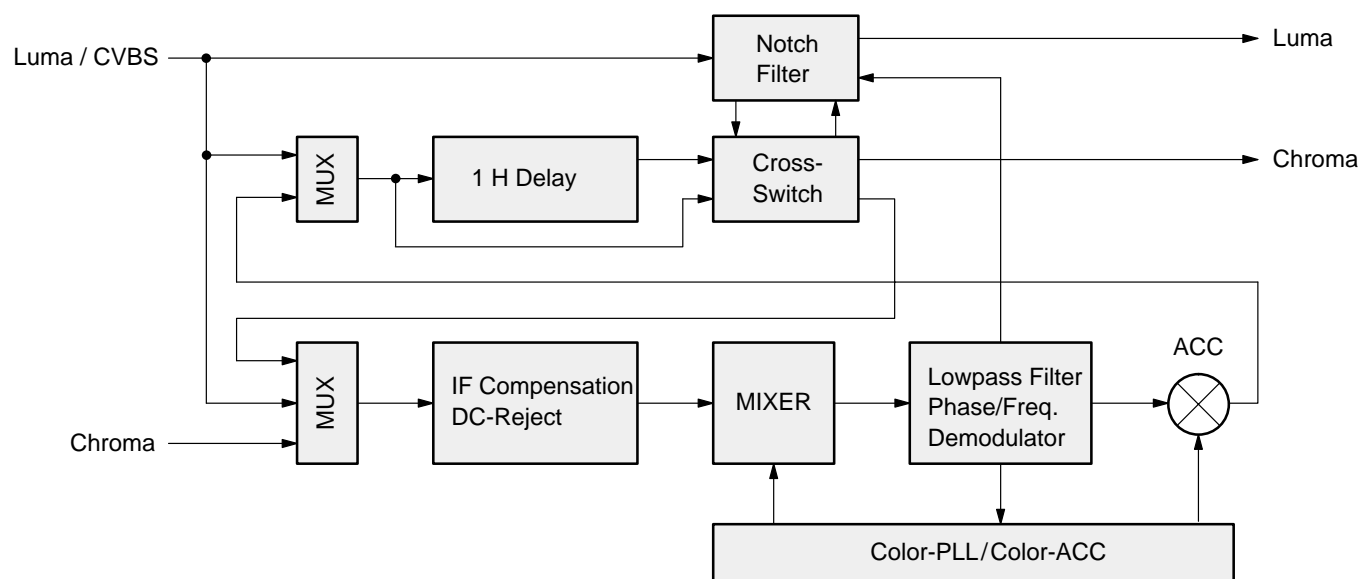 Luma / CVBS
Notch
Filter
Luma
MUX
1 H Delay
Cross-
Switch
Chroma
ACC
MUX
IF Compensation
DC-Reject
MIXER
Lowpass Filter
Phase/Freq.
Demodulator
Chroma
Color-PLL/Color-ACC